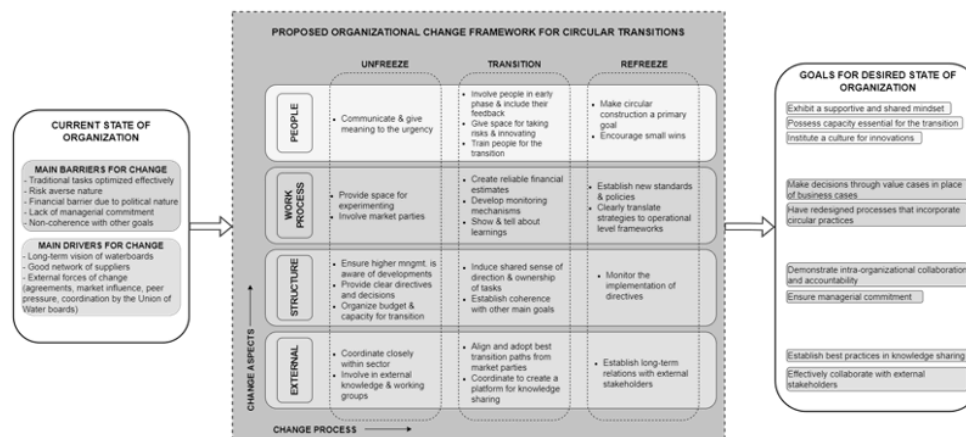 PROPOSED ORGANIZATIONAL CHANGE FRAMEWORK FOR CIRCULAR TRANSITIONS
CURRENT STATE OF
ORGANIZATION
MAIN BARRIERS FOR CHANGE
- Traditional tasks optimized effectively
- Risk averse nature
- Financial barrier due to political nature
- Lack of managerial commitment
- Non-coherence with other goals
MAIN DRIVERS FOR CHANGE
- Long-term vision of waterboards
- Good network of suppliers
- External forces of change
(agreements, market influence, peer
pressure, coordination by the Union of
Water boards)
UNFREEZE
TRANSITION
REFREEZE
PEOPLE
• Communicate & give
meaning to the urgency
• Involve people in early
phase & include their
feedback
• Give space for taking
risks & innovating
• Train people for the
transition
• Make circular
construction a primary
goal
• Encourage small wins
WORK
PROCESS
• Provide space for
experimenting
• Involve market parties
• Create reliable financial
estimates
• Develop monitoring
mechanisms
• Show & tell about
learnings
• Establish new standards
& policies
• Clearly translate
strategies to operational
level frameworks
STRUCTURE
• Ensure higher mngmt. is
aware of developments
• Provide clear directives
and decisions
• Organize budget &
capacity for transition
• Induce shared sense of
direction & ownership
of tasks
• Establish coherence
with other main goals
• Monitor the
implementation of
directives
EXTERNAL
• Coordinate closely
within sector
• Involve in external
knowledge & working
groups
• Align and adopt best
transition paths from
market parties
• Coordinate to create a
platform for knowledge
sharing
• Establish long-term
relations with external
stakeholders
CHANGE ASPECTS
CHANGE PROCESS
GOALS FOR DESIRED STATE OF
ORGANIZATION
Exhibit a supportive and shared mindset
Possess capacity essential for the transition
Institute a culture for innovations
Make decisions through value cases in place
of business cases
Have redesigned processes that incorporate
circular practices
Demonstrate intra-organizational collaboration
and accountability
Ensure managerial commitment
Establish best practices in knowledge sharing
Effectively collaborate with external
stakeholders